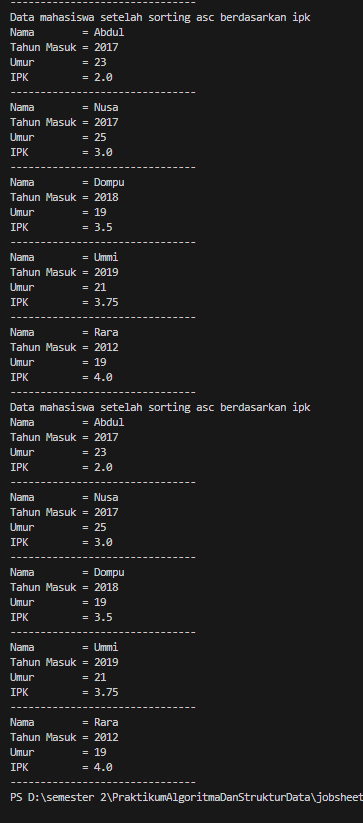 -------------------------------
Data mahasiswa setelah sorting asc berdasarkan ipk
Nama        = Abdul
Tahun Masuk = 2017
Umur        = 23
IPK         = 2.0
-------------------------------
Nama        = Nusa
Tahun Masuk = 2017
Umur        = 25
IPK         = 3.0
-------------------------------
Nama        = Dompu
Tahun Masuk = 2018
Umur        = 19
IPK         = 3.5
-------------------------------
Nama        = Ummi
Tahun Masuk = 2019
Umur        = 21
IPK         = 3.75
-------------------------------
Nama        = Rara
Tahun Masuk = 2012
Umur        = 19
IPK         = 4.0
-------------------------------
Data mahasiswa setelah sorting asc berdasarkan ipk
Nama        = Abdul
Tahun Masuk = 2017
Umur        = 23
IPK         = 2.0
-------------------------------
Nama        = Nusa
Tahun Masuk = 2017
Umur        = 25
IPK         = 3.0
-------------------------------
Nama        = Dompu
Tahun Masuk = 2018
Umur        = 19
IPK         = 3.5
-------------------------------
Nama        = Ummi
Tahun Masuk = 2019
Umur        = 21
IPK         = 3.75
-------------------------------
Nama        = Rara
Tahun Masuk = 2012
Umur        = 19
IPK         = 4.0
-------------------------------
PS D:\semester 2\PraktikumAlgoritmaDanStrukturData\jobsheet